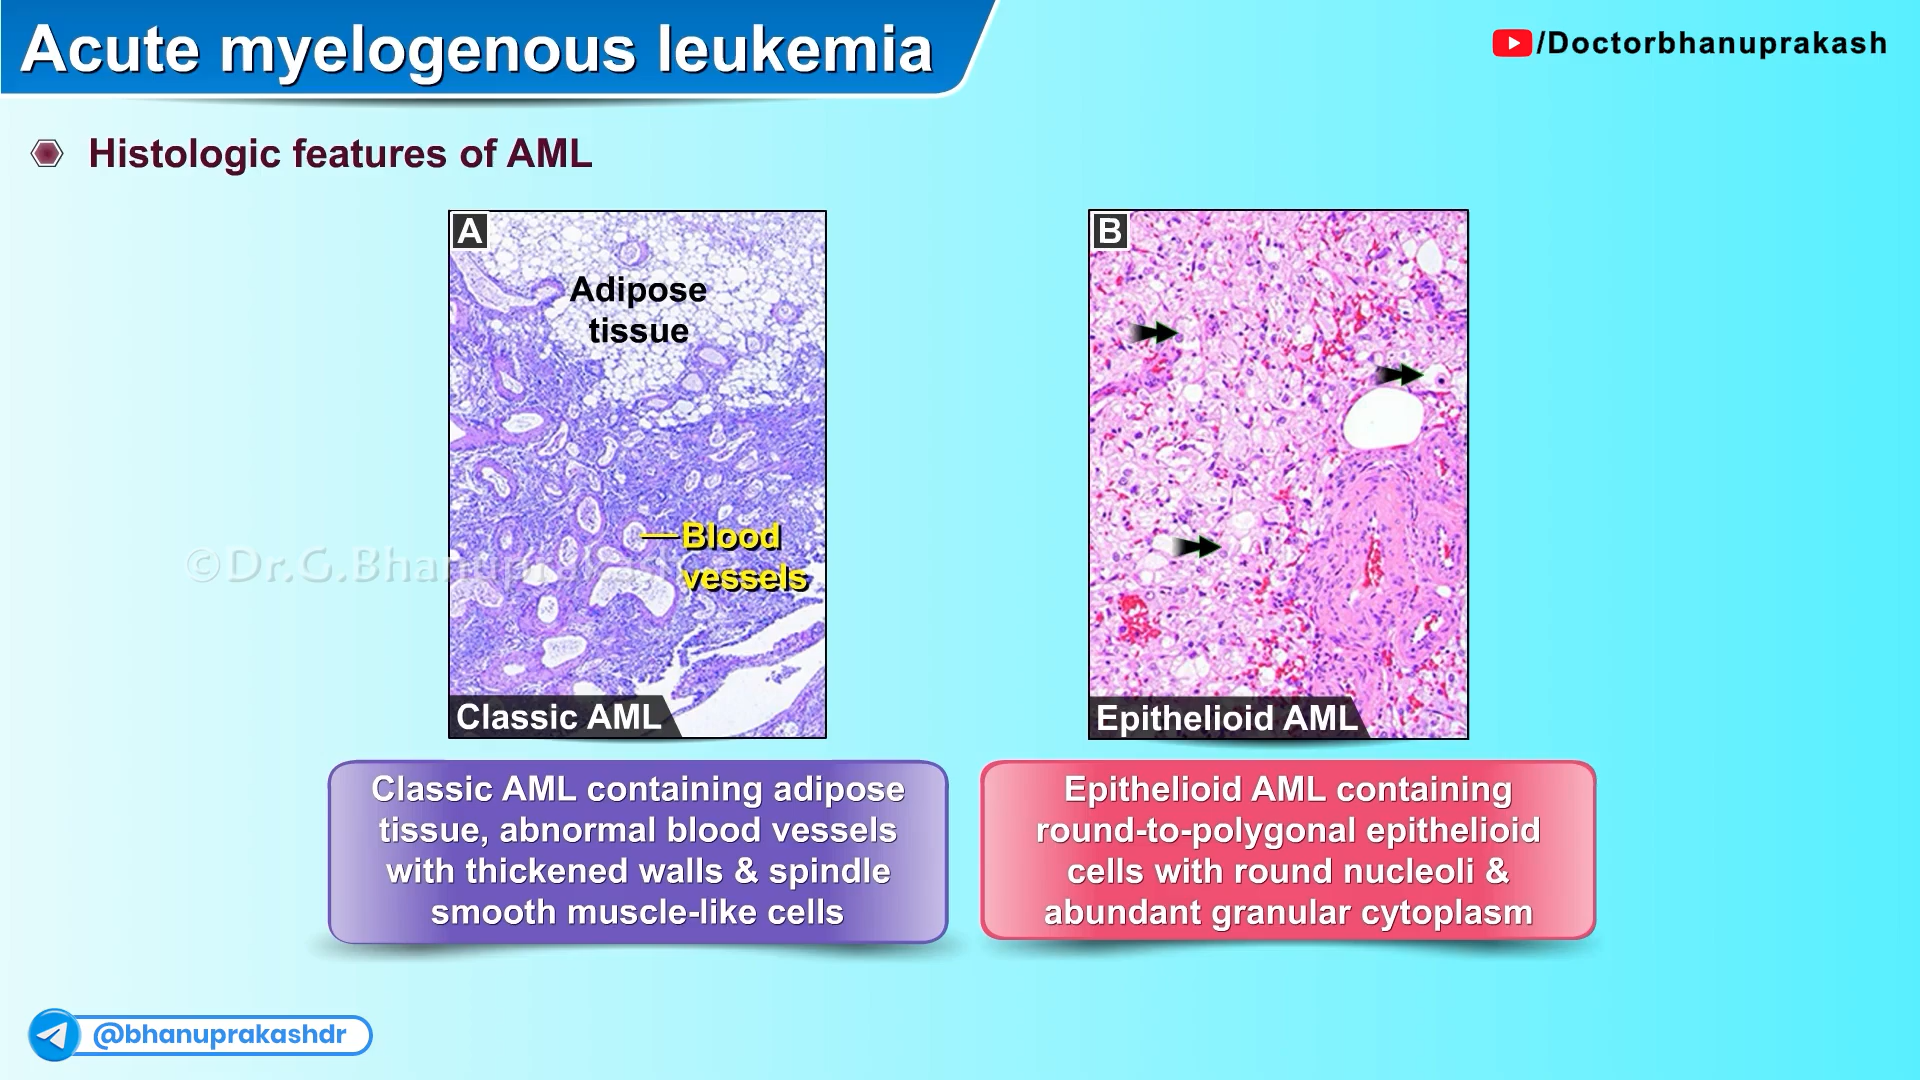 Acute myelogenous leukemia
/Doctorbhanuprakash
Histologic features of AML
A
Adipose
tissue
Blood
vessels
Classic AML
B
Epithelioid AML
©Dr.G.Bhanuprakash
Classic AML containing adipose
tissue, abnormal blood vessels
with thickened walls & spindle
smooth muscle-like cells
Epithelioid AML containing
round-to-polygonal epithelioid
cells with round nucleoli &
abundant granular cytoplasm
@bhanuprakashdr